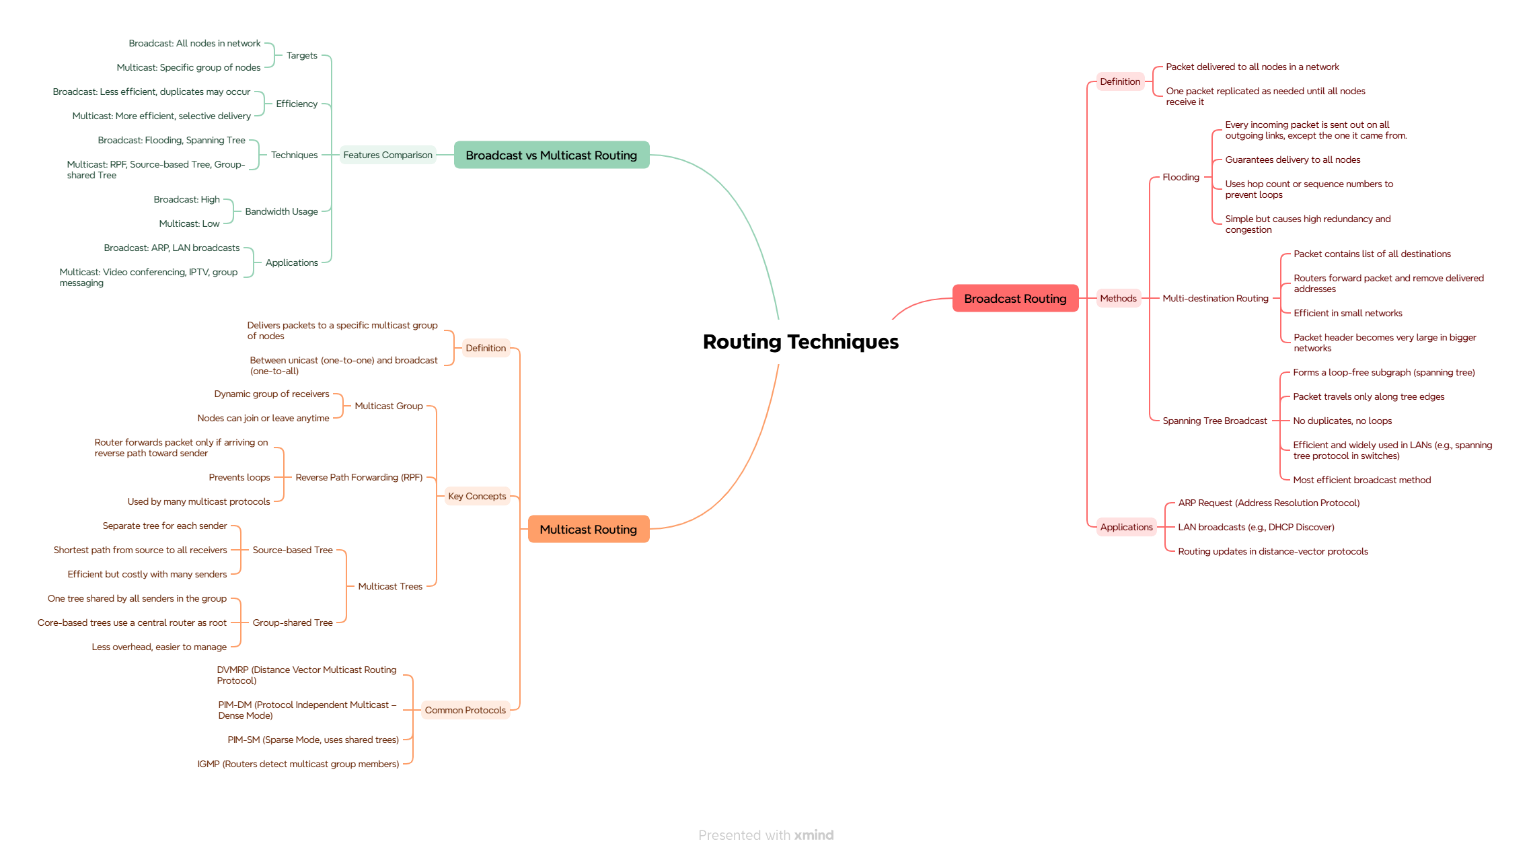 Routing Techniques
Broadcast Routing
Definition
Packet delivered to all nodes in a network
One packet replicated as needed until all nodes
receive it
Methods
Flooding
Every incoming packet is sent out on all
outgoing links, except the one it came from.
Guarantees delivery to all nodes
Uses hop count or sequence numbers to
prevent loops
Simple but causes high redundancy and
congestion
Multi-destination Routing
Packet contains list of all destinations
Routers forward packet and remove delivered
addresses
Efficient in small networks
Packet header becomes very large in bigger
networks
Spanning Tree Broadcast
Forms a loop-free subgraph (spanning tree)
Packet travels only along tree edges
No duplicates, no loops
Efficient and widely used in LANs (e.g., spanning
tree protocol in switches)
Most efficient broadcast method
Applications
ARP Request (Address Resolution Protocol)
LAN broadcasts (e.g., DHCP Discover)
Routing updates in distance-vector protocols
Multicast Routing
Definition
Delivers packets to a specific multicast group
of nodes
Between unicast (one-to-one) and broadcast
(one-to-all)
Key Concepts
Multicast Group
Dynamic group of receivers
Nodes can join or leave anytime
Reverse Path Forwarding (RPF)
Router forwards packet only if arriving on
reverse path toward sender
Prevents loops
Used by many multicast protocols
Multicast Trees
Source-based Tree
Separate tree for each sender
Shortest path from source to all receivers
Efficient but costly with many senders
Group-shared Tree
One tree shared by all senders in the group
Core-based trees use a central router as root
Less overhead, easier to manage
Common Protocols
DVMRP (Distance Vector Multicast Routing
Protocol)
PIM-DM (Protocol Independent Multicast –
Dense Mode)
PIM-SM (Sparse Mode, uses shared trees)
IGMP (Routers detect multicast group members)
Broadcast vs Multicast Routing
Features Comparison
Targets
Broadcast: All nodes in network
Multicast: Specific group of nodes
Efficiency
Broadcast: Less efficient, duplicates may occur
Multicast: More efficient, selective delivery
Techniques
Broadcast: Flooding, Spanning Tree
Multicast: RPF, Source-based Tree, Group-
shared Tree
Bandwidth Usage
Broadcast: High
Multicast: Low
Applications
Broadcast: ARP, LAN broadcasts
Multicast: Video conferencing, IPTV, group
messaging
Presented with xmind